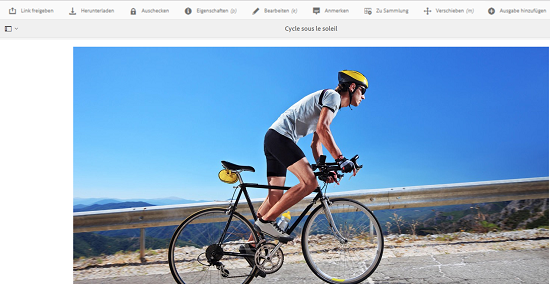 Link freigeben Herunterladen Auschecken Eigenschaften (p) Bearbeiten (e) Anmerken Zu Sammlung Verschieben (m) Ausgabe hinzufügen
Cycle sous le soleil